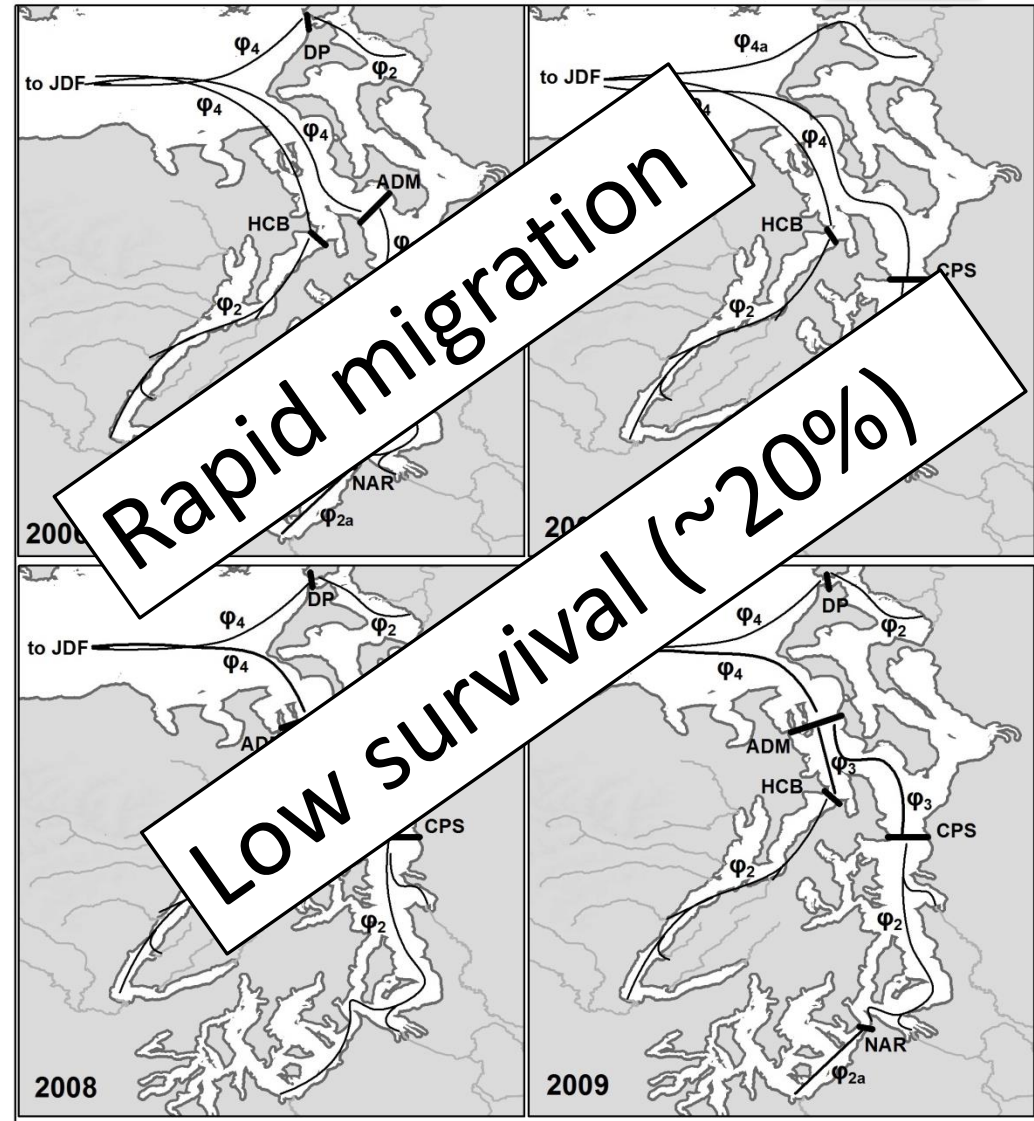 φ₄
DP
φ₂
to JDF
φ₄
φ₄
ADM
HCB
φ
φ₂
NAR
φ₂ₐ
φ₄ₐ
to JDF
φ₄
HCB
CPS
φ₂
Rapid migration
Low survival (~20%)
DP
φ₄
φ₂
to JDF
φ₄
CPS
φ₂
2008
DP
φ₄
φ₂
φ₄
ADM
φ₃
HCB
φ₃
CPS
φ₂
φ₂
NAR
φ₂ₐ
2009